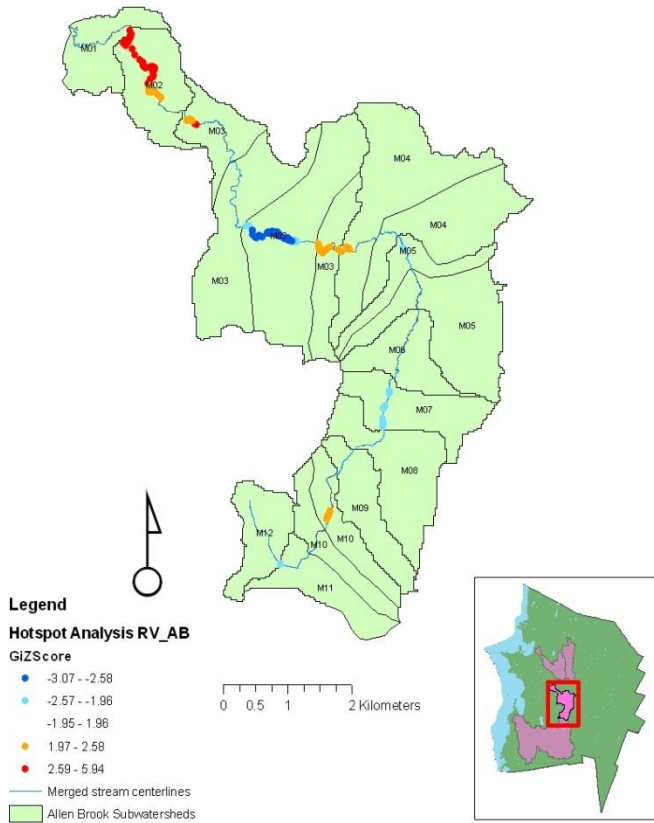 M01
M02
M03
M04
M04
M03
M03
M03
M05
M05
M06
M07
M08
M09
M10
M12
M10
M11
Legend
Hotspot Analysis RV_AB
GiZScore
-3.07 - -2.58
-2.57 - -1.96
-1.95 - 1.96
1.97 - 2.58
2.59 - 5.94
Merged stream centerlines
Allen Brook Subwatersheds
0 0.5 1 2 Kilometers